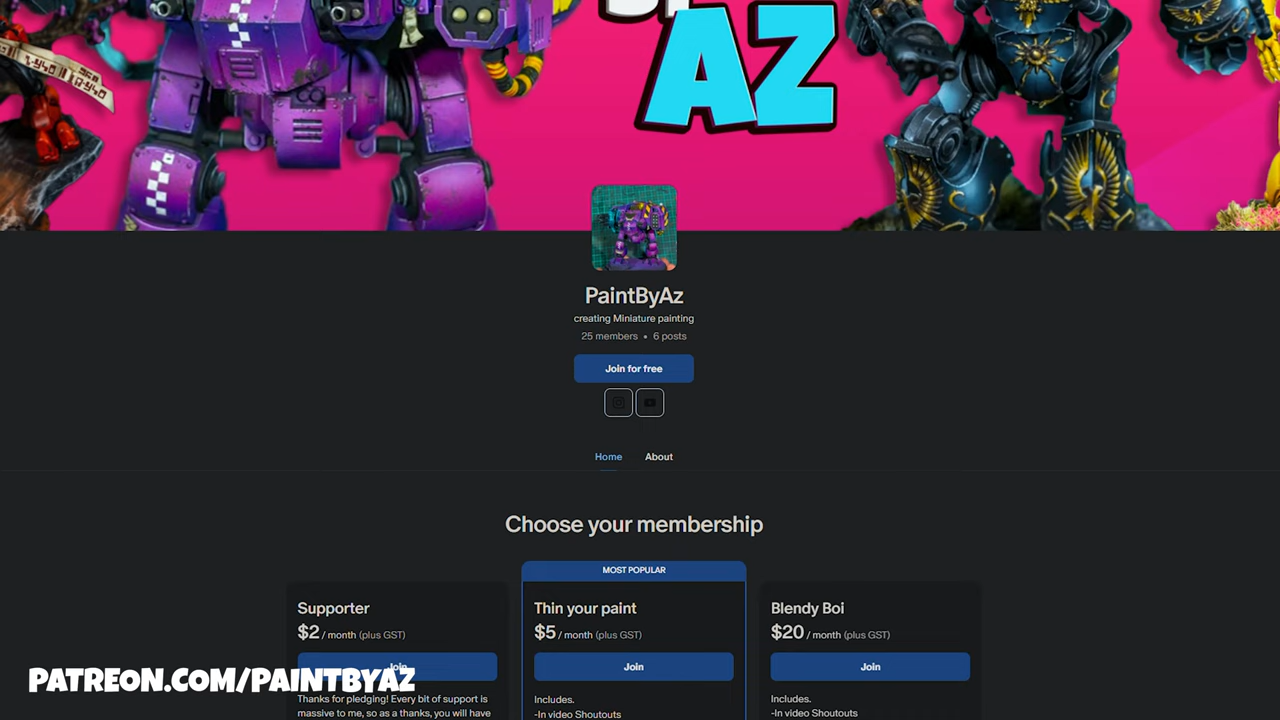 AZ
PaintByAz
creating Miniature painting
25 members • 6 posts
Join for free
Home About
Choose your membership
MOST POPULAR
Supporter
$2 / month (plus GST)
Join
Thanks for pledging! Every bit of support is
massive to me, so as a thanks, you will have
Thin your paint
$5 / month (plus GST)
Join
Includes.
-In video Shoutouts
Blendy Boi
$20 / month (plus GST)
Join
Includes.
-In video Shoutouts
PATREON.COM/PAINTBYAZ